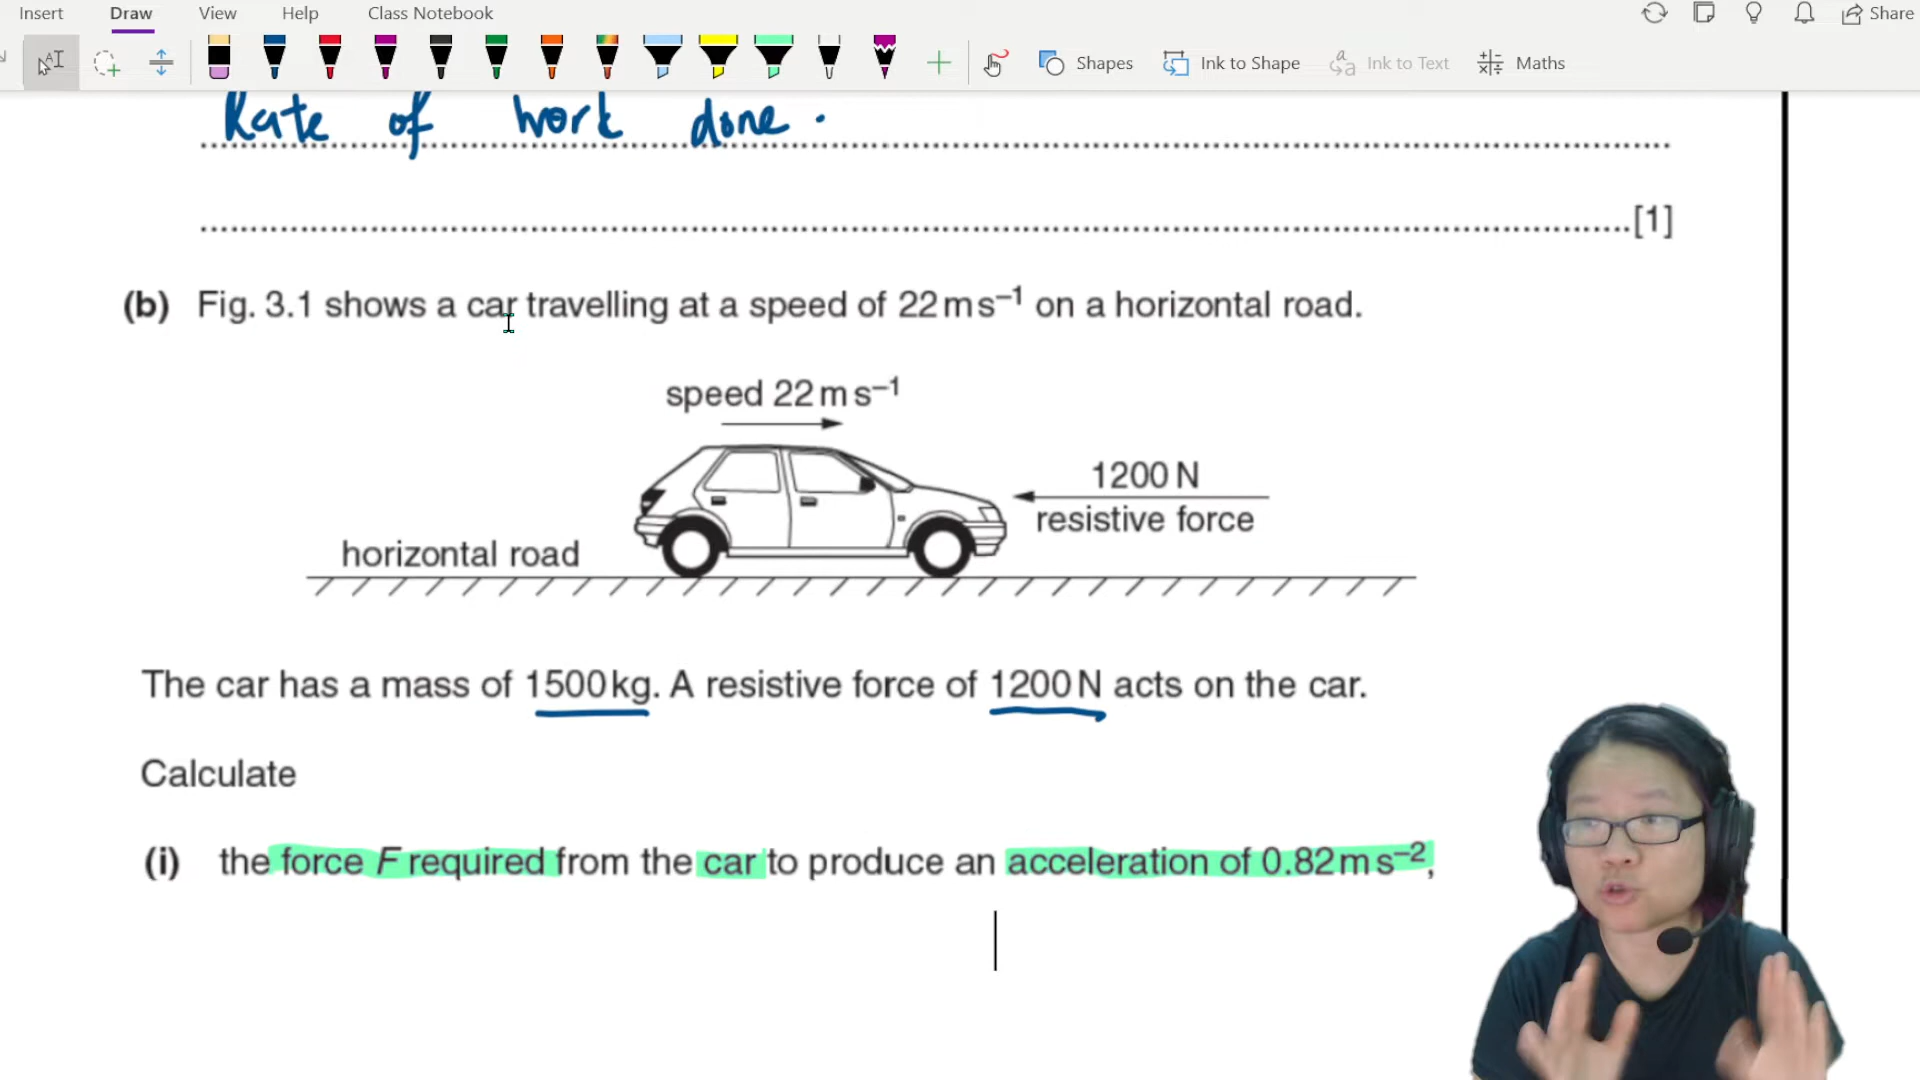 Insert Draw View Help Class Notebook Share
Shapes Ink to Shape Ink to Text Maths
Rate of work done.
[1]
(b) Fig. 3.1 shows a car travelling at a speed of 22 m s⁻¹ on a horizontal road.
speed 22 m s⁻¹
1200 N
resistive force
horizontal road
The car has a mass of 1500 kg. A resistive force of 1200 N acts on the car.
Calculate
(i) the force F required from the car to produce an acceleration of 0.82 m s⁻²,